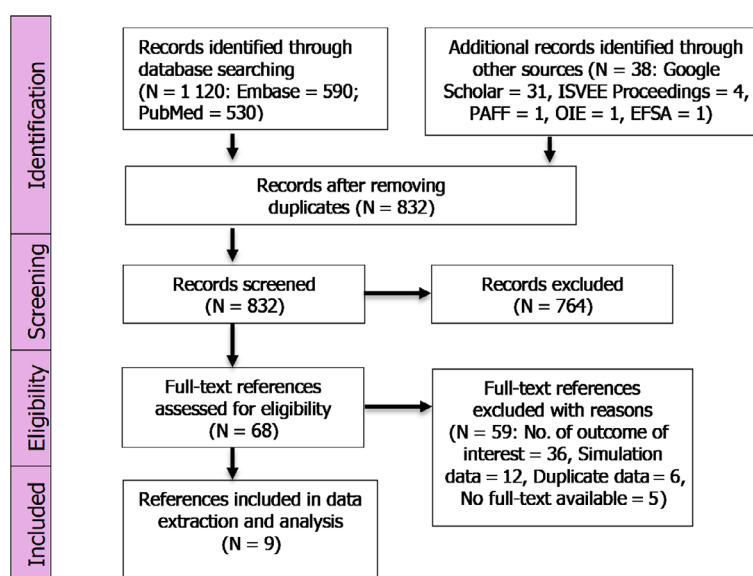 Identification
Records identified through
database searching
(N = 1 120: Embase = 590;
PubMed = 530)
Additional records identified through
other sources (N = 38: Google
Scholar = 31, ISVEE Proceedings = 4,
PAFF = 1, OIE = 1, EFSA = 1)
Records after removing
duplicates (N = 832)
Screening
Records screened
(N = 832)
Records excluded
(N = 764)
Eligibility
Full-text references
assessed for eligibility
(N = 68)
Full-text references
excluded with reasons
(N = 59: No. of outcome of
interest = 36, Simulation
data = 12, Duplicate data = 6,
No full-text available = 5)
Included
References included in data
extraction and analysis
(N = 9)